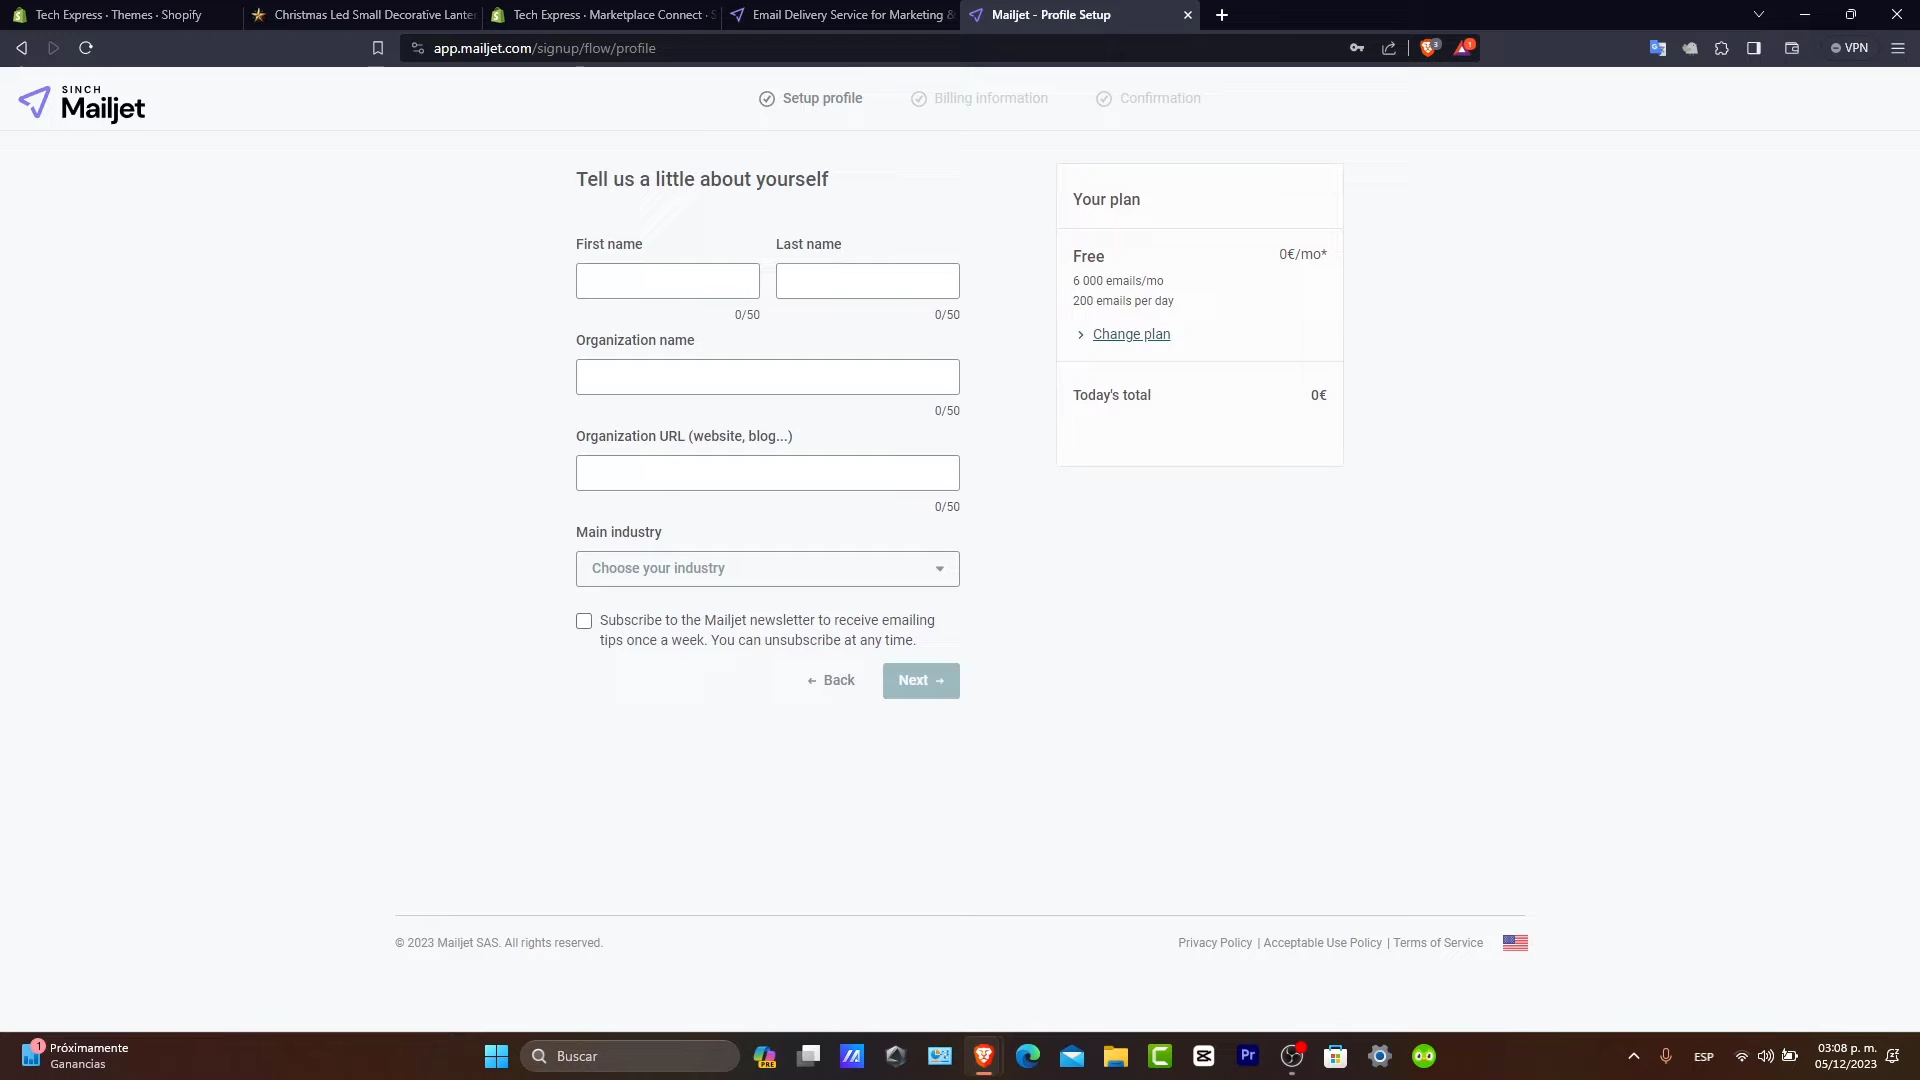 Tech Express · Themes · Shopify
Christmas Led Small Decorative Lante
Tech Express · Marketplace Connect · S
Email Delivery Service for Marketing &
Mailjet - Profile Setup
app.mailjet.com/signup/flow/profile
3
1
VPN
SINCH
Mailjet
Setup profile
Billing information
Confirmation
Tell us a little about yourself
First name
Last name
0/50
0/50
Organization name
0/50
Organization URL (website, blog...)
0/50
Main industry
Choose your industry
Subscribe to the Mailjet newsletter to receive emailing
tips once a week. You can unsubscribe at any time.
← Back
Next →
Your plan
Free
0€/mo*
6 000 emails/mo
200 emails per day
Change plan
Today's total
0€
© 2023 Mailjet SAS. All rights reserved.
Privacy Policy | Acceptable Use Policy | Terms of Service
1
Próximamente
Ganancias
Buscar
PRE
Pr
ESP
03:08 p. m.
05/12/2023